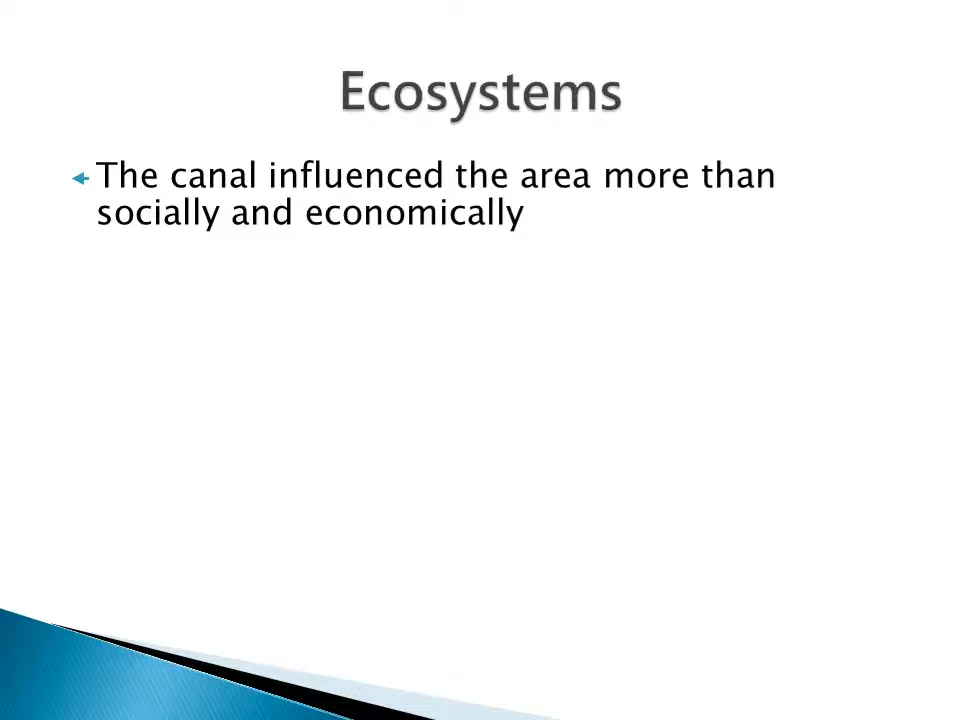 Ecosystems
The canal influenced the area more than
socially and economically